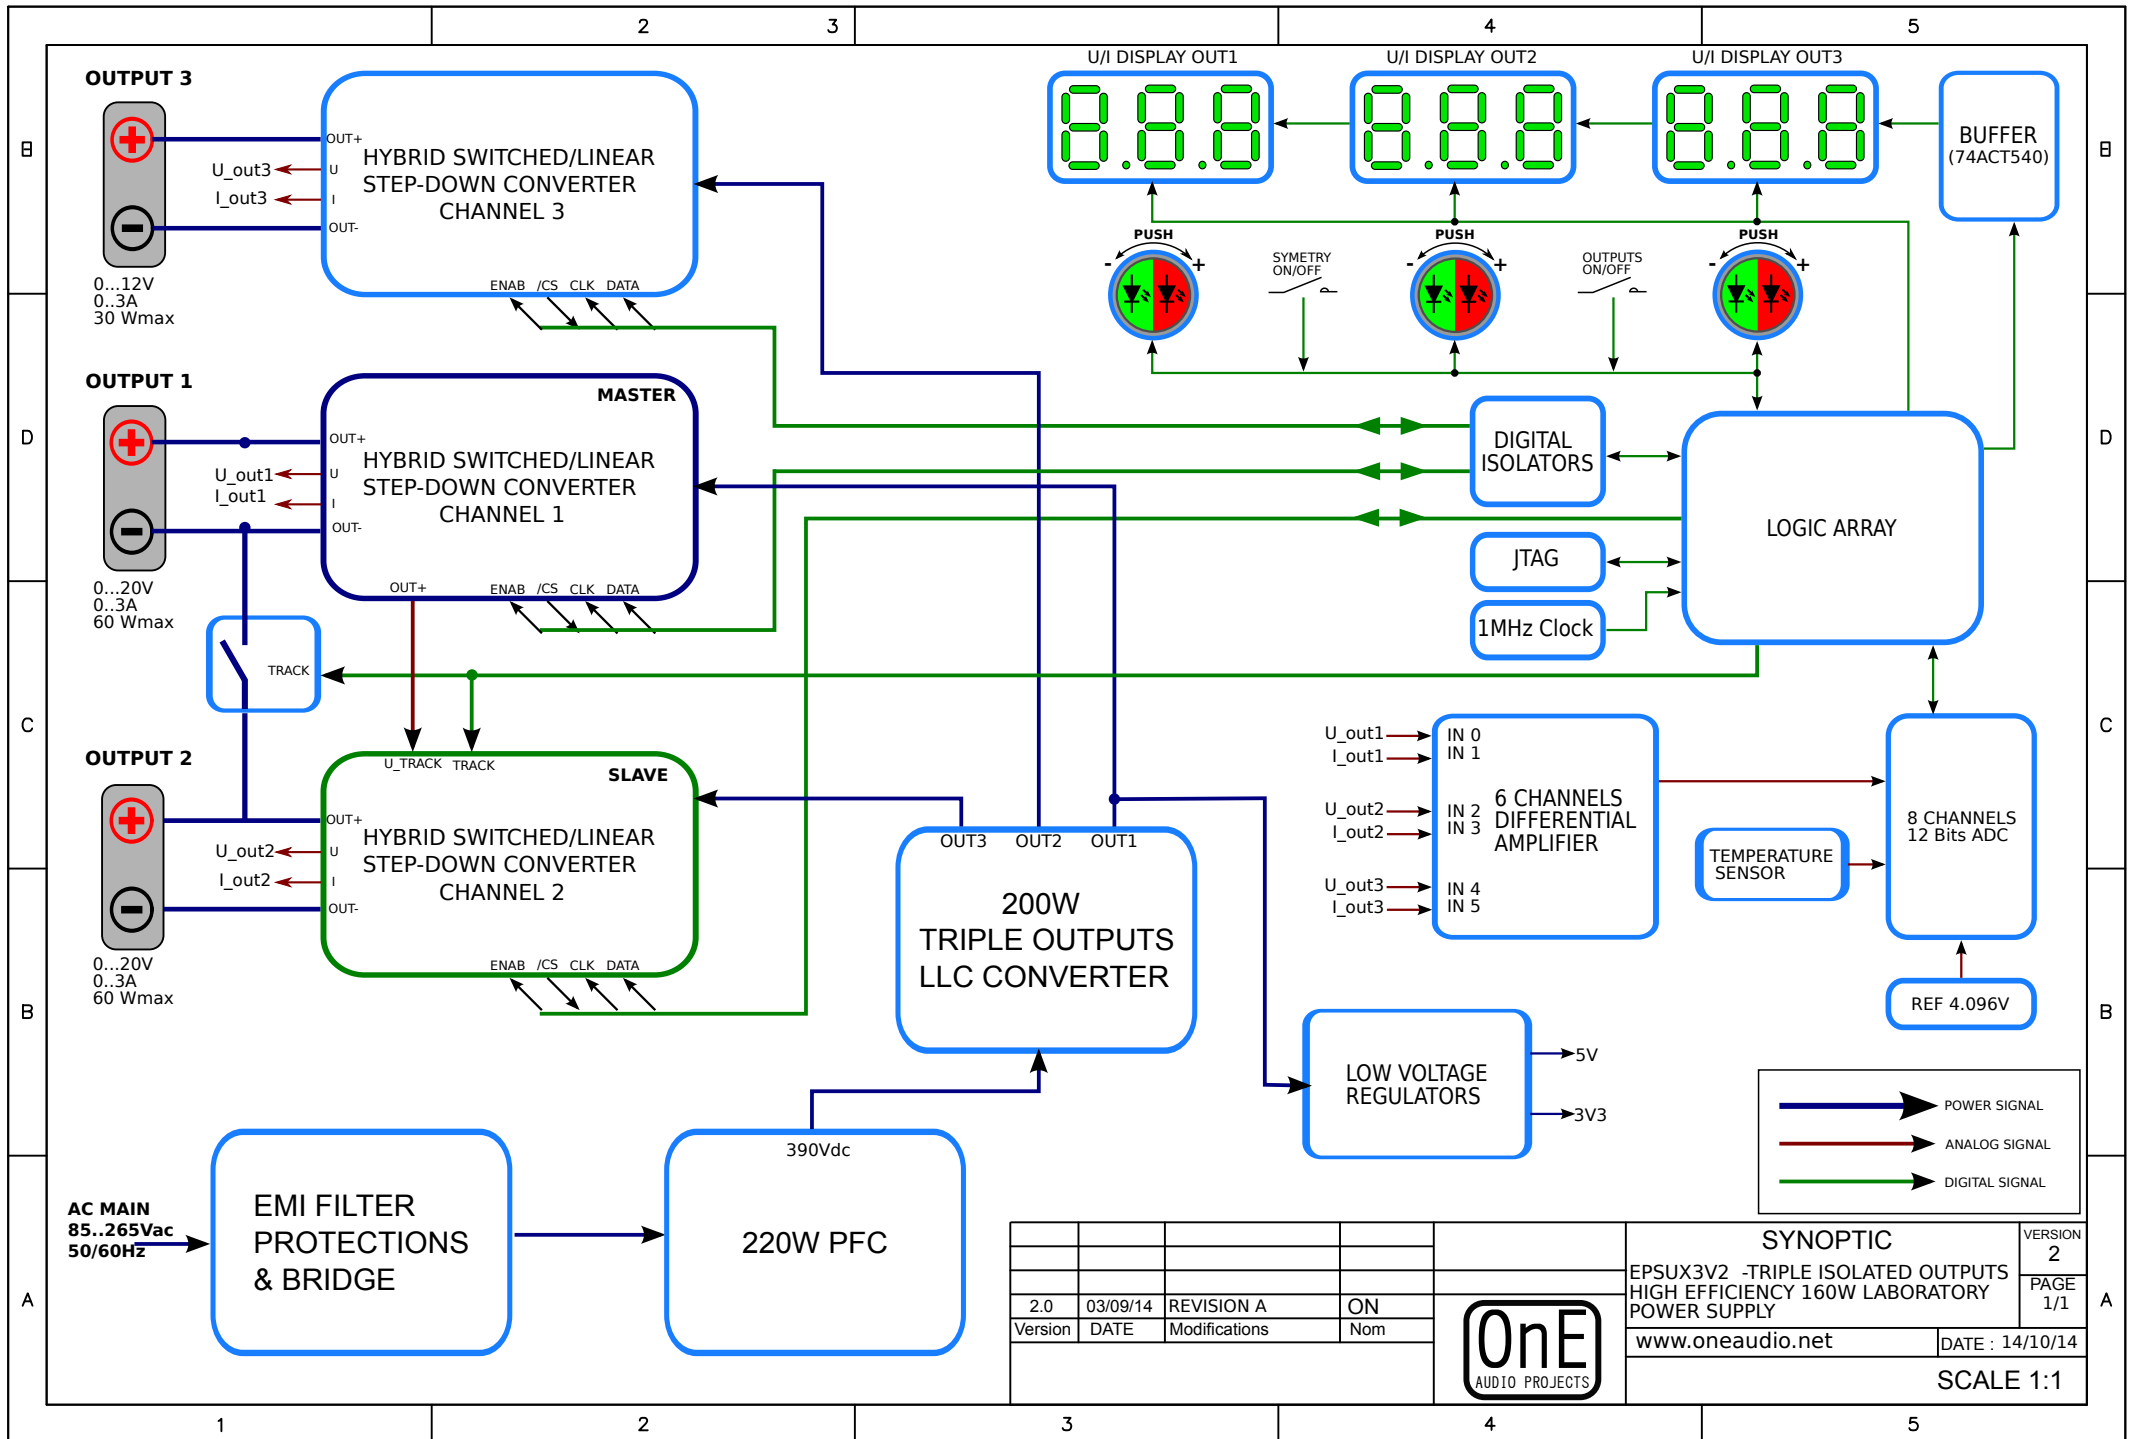 2
3
4
5
B
D
C
B
A
B
D
C
B
A
1
2
3
4
5
OUTPUT 3
0...12V
0..3A
30 Wmax
OUT+
U_out3
U
I_out3
I
OUT-
HYBRID SWITCHED/LINEAR
STEP-DOWN CONVERTER
CHANNEL 3
ENAB /CS CLK DATA
OUTPUT 1
0...20V
0..3A
60 Wmax
MASTER
OUT+
U_out1
U
I_out1
I
OUT-
HYBRID SWITCHED/LINEAR
STEP-DOWN CONVERTER
CHANNEL 1
OUT+
ENAB /CS CLK DATA
TRACK
OUTPUT 2
0...20V
0..3A
60 Wmax
U_TRACK TRACK
SLAVE
OUT+
U_out2
U
I_out2
I
OUT-
HYBRID SWITCHED/LINEAR
STEP-DOWN CONVERTER
CHANNEL 2
ENAB /CS CLK DATA
U/I DISPLAY OUT1
U/I DISPLAY OUT2
U/I DISPLAY OUT3
8.8.8
8.8.8
8.8.8
BUFFER
(74ACT540)
PUSH
- +
SYMETRY
ON/OFF
PUSH
- +
OUTPUTS
ON/OFF
PUSH
- +
DIGITAL
ISOLATORS
JTAG
1MHz Clock
LOGIC ARRAY
OUT3 OUT2 OUT1
200W
TRIPLE OUTPUTS
LLC CONVERTER
U_out1
I_out1
U_out2
I_out2
U_out3
I_out3
IN 0
IN 1
IN 2
IN 3
IN 4
IN 5
6 CHANNELS
DIFFERENTIAL
AMPLIFIER
TEMPERATURE
SENSOR
8 CHANNELS
12 Bits ADC
REF 4.096V
LOW VOLTAGE
REGULATORS
5V
3V3
POWER SIGNAL
ANALOG SIGNAL
DIGITAL SIGNAL
AC MAIN
85..265Vac
50/60Hz
EMI FILTER
PROTECTIONS
& BRIDGE
390Vdc
220W PFC
2.0 03/09/14 REVISION A ON
Version DATE Modifications Nom
OnE
AUDIO PROJECTS
SYNOPTIC
EPSUX3V2 -TRIPLE ISOLATED OUTPUTS
HIGH EFFICIENCY 160W LABORATORY
POWER SUPPLY
VERSION
2
PAGE
1/1
www.oneaudio.net
DATE : 14/10/14
SCALE 1:1